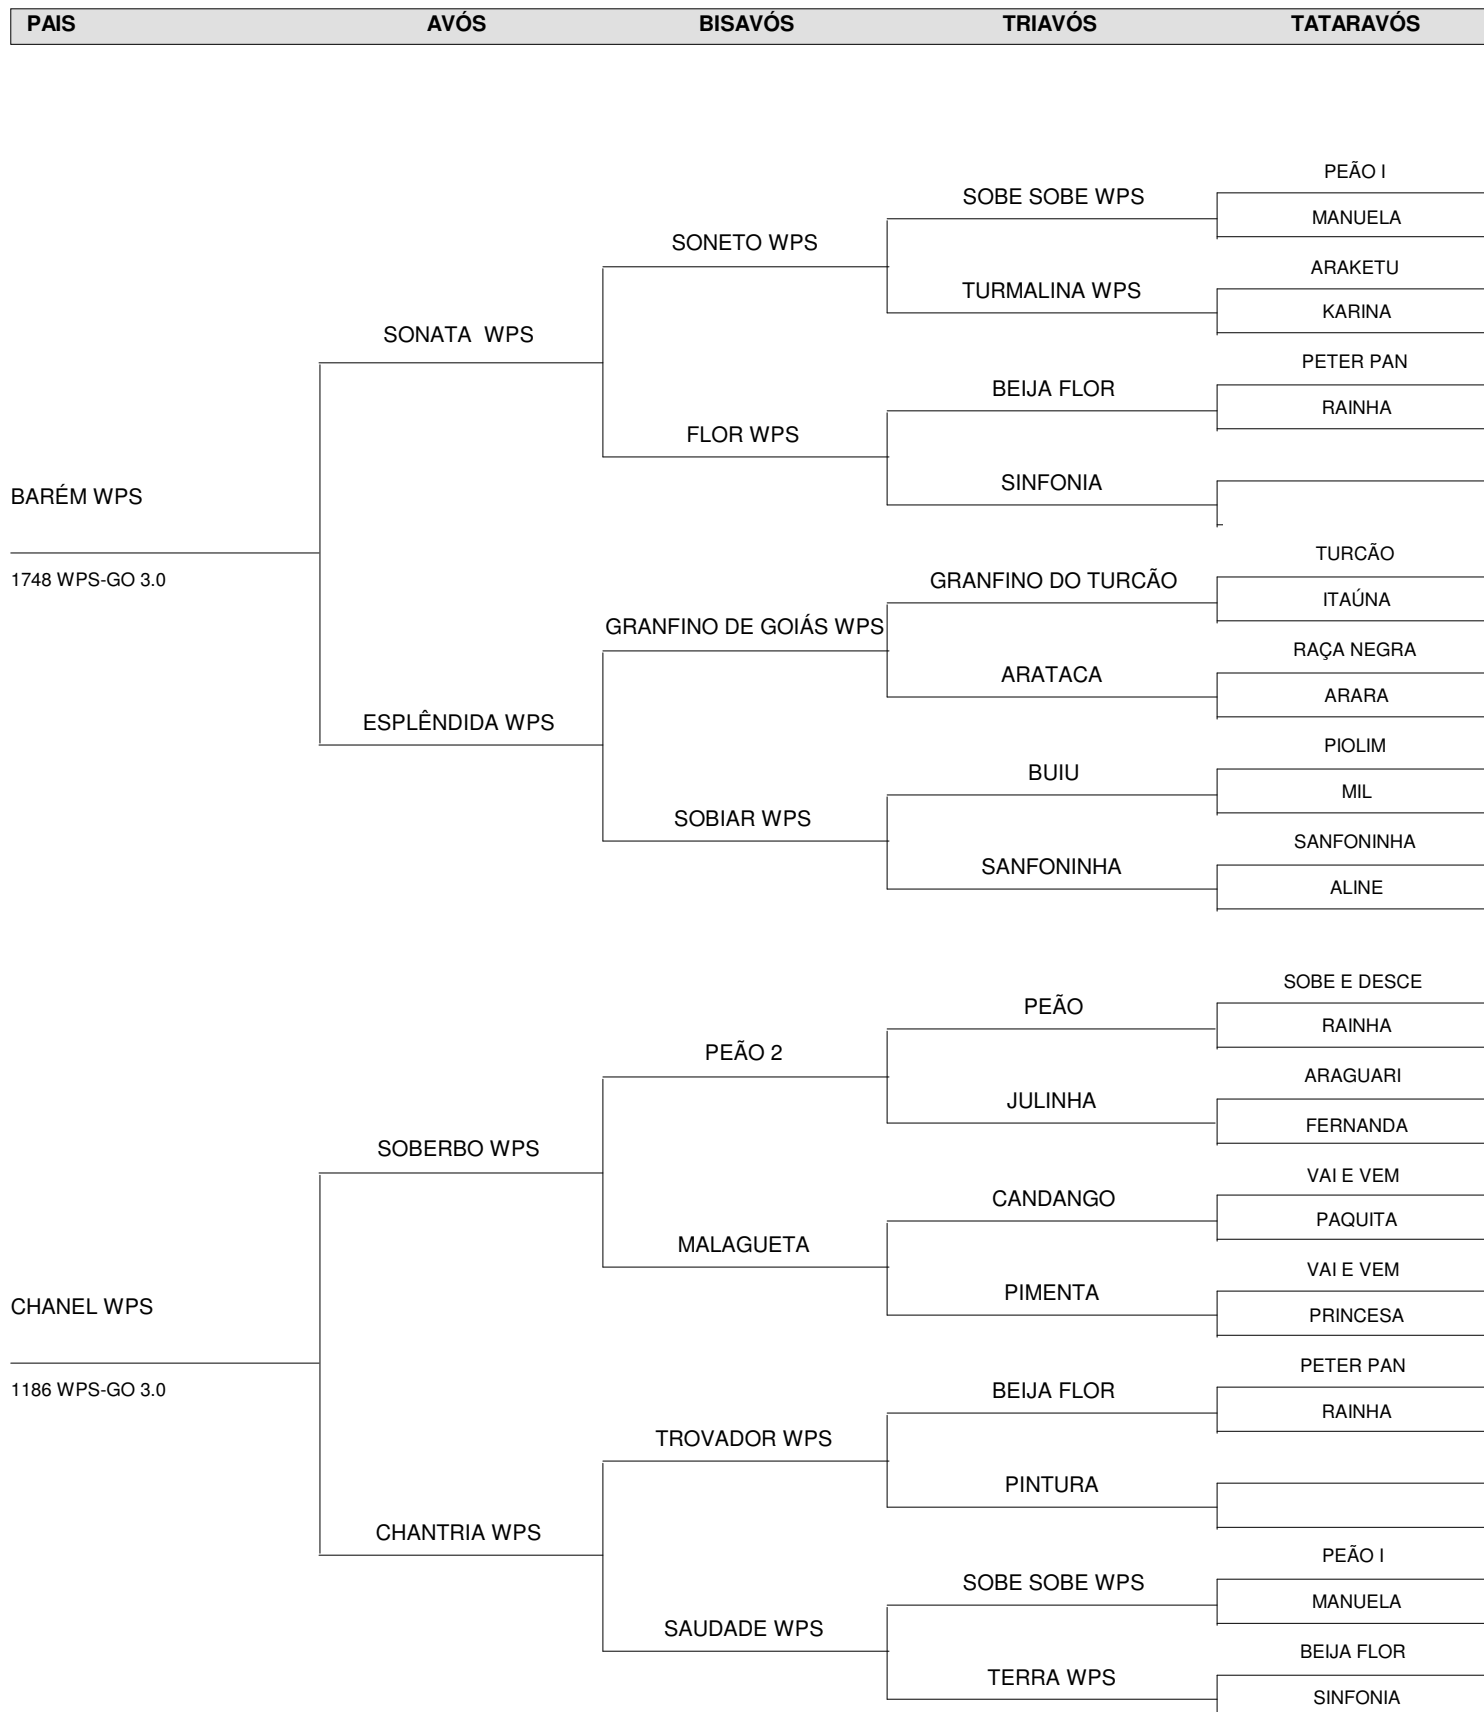 PAIS AVÓS BISAVÓS TRIAVÓS TATARAVÓS
PEÃO I
SOBE SOBE WPS
MANUELA
SONETO WPS
ARAKETU
TURMALINA WPS
KARINA
SONATA WPS
PETER PAN
BEIJA FLOR
RAINHA
FLOR WPS
SINFONIA
BARÉM WPS
TURCÃO
1748 WPS-GO 3.0
GRANFINO DO TURCÃO
ITAÚNA
GRANFINO DE GOIÁS WPS
RAÇA NEGRA
ARATACA
ARARA
ESPLÊNDIDA WPS
PIOLIM
BUIU
MIL
SOBIAR WPS
SANFONINHA
SANFONINHA
ALINE
SOBE E DESCE
PEÃO
RAINHA
PEÃO 2
ARAGUARI
JULINHA
FERNANDA
SOBERBO WPS
VAI E VEM
CANDANGO
PAQUITA
MALAGUETA
VAI E VEM
PIMENTA
CHANEL WPS
PRINCESA
PETER PAN
1186 WPS-GO 3.0
BEIJA FLOR
RAINHA
TROVADOR WPS
PINTURA
CHANTRIA WPS
PEÃO I
SOBE SOBE WPS
MANUELA
SAUDADE WPS
BEIJA FLOR
TERRA WPS
SINFONIA